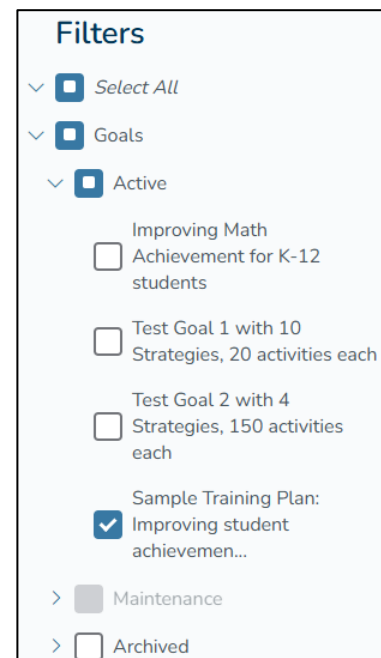 Filters
Select All
Goals
Active
Improving Math
Achievement for K-12
students
Test Goal 1 with 10
Strategies, 20 activities each
Test Goal 2 with 4
Strategies, 150 activities
each
Sample Training Plan:
Improving student
achievemen...
Maintenance
Archived